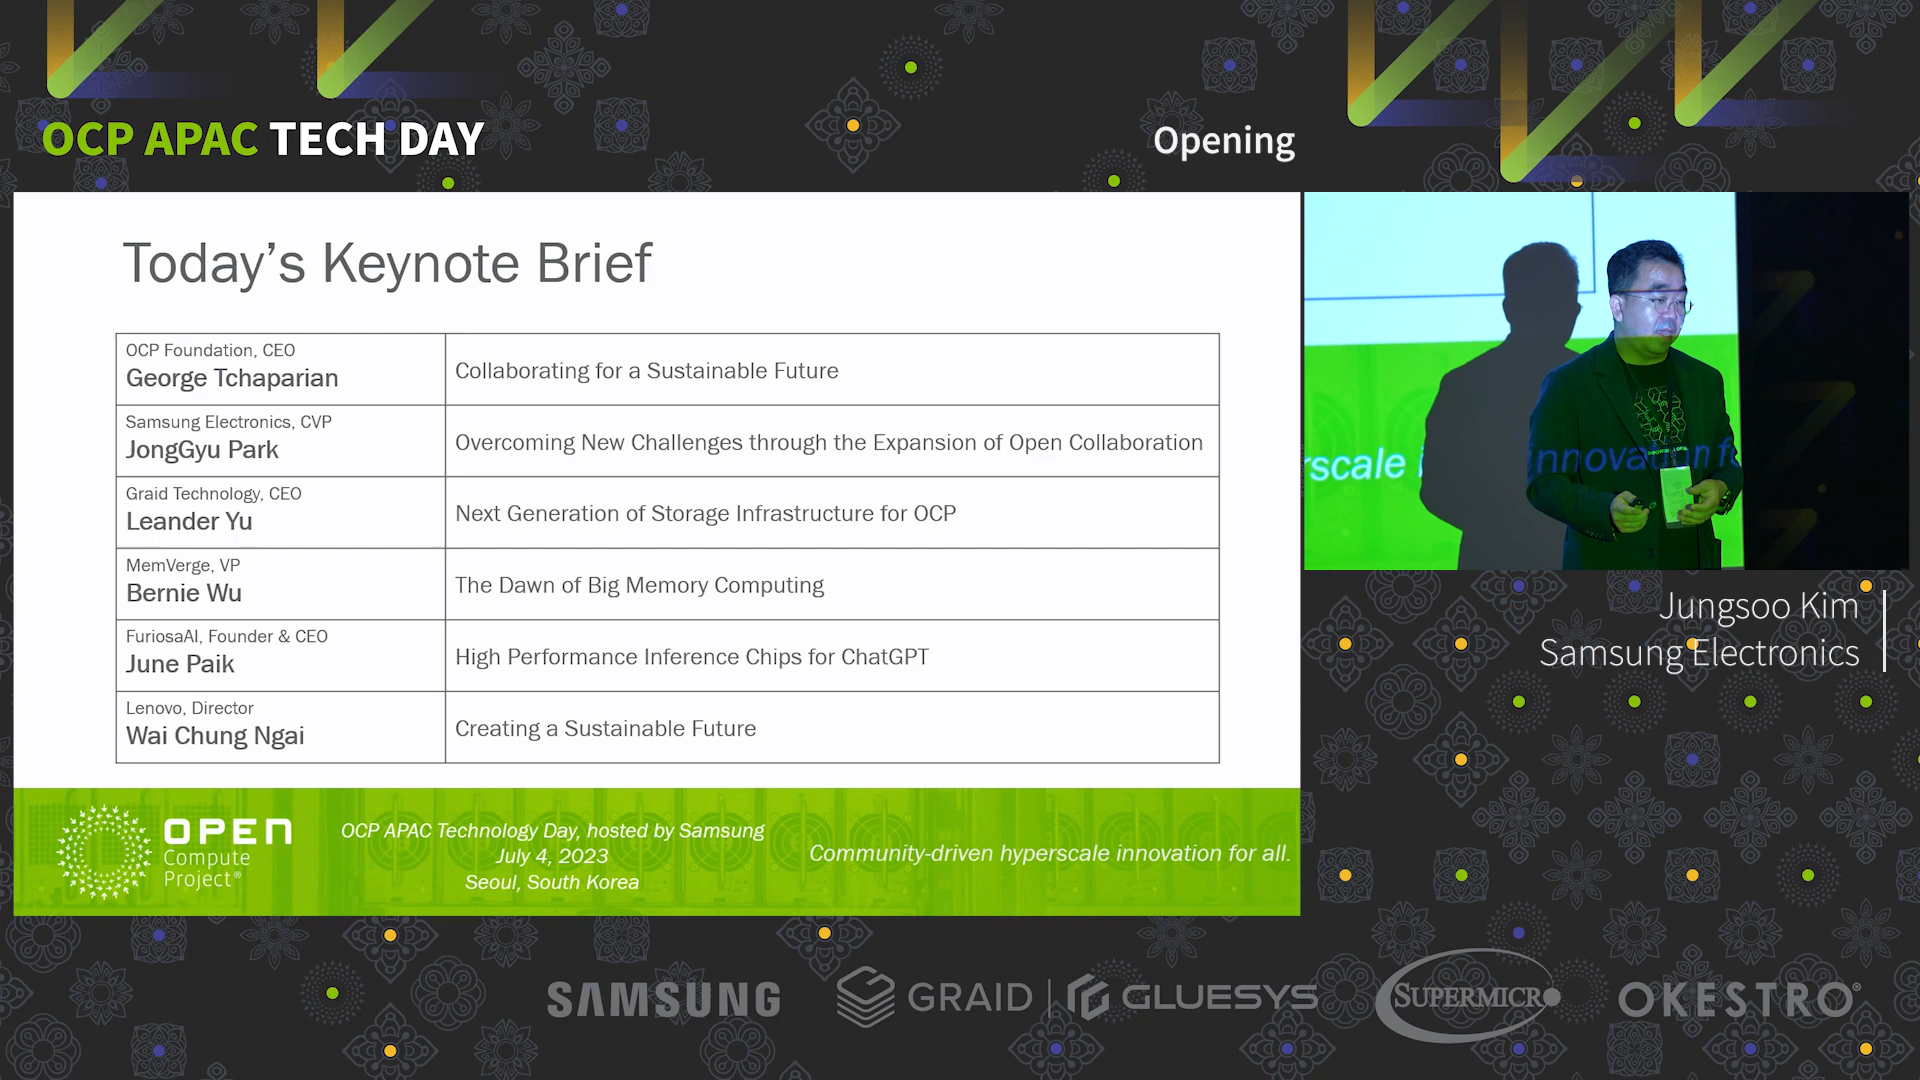 OCP APAC TECH DAY
Opening
Today's Keynote Brief
OCP Foundation, CEO
George Tchaparian
Collaborating for a Sustainable Future
Samsung Electronics, CVP
JongGyu Park
Overcoming New Challenges through the Expansion of Open Collaboration
Graid Technology, CEO
Leander Yu
Next Generation of Storage Infrastructure for OCP
MemVerge, VP
Bernie Wu
The Dawn of Big Memory Computing
FuriosaAI, Founder & CEO
June Paik
High Performance Inference Chips for ChatGPT
Lenovo, Director
Wai Chung Ngai
Creating a Sustainable Future
OPEN
Compute
Project®
OCP APAC Technology Day, hosted by Samsung
July 4, 2023
Seoul, South Korea
Community-driven hyperscale innovation for all.
rscale innovation f
Jungsoo Kim
Samsung Electronics
SAMSUNG
GRAID
GLUESYS
SUPERMICRO
OKESTRO®